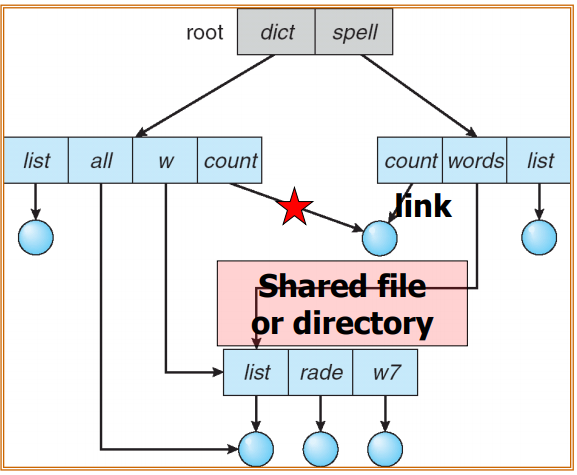 root dict spell
list all w count count words list
link
Shared file
or directory
list rade w7